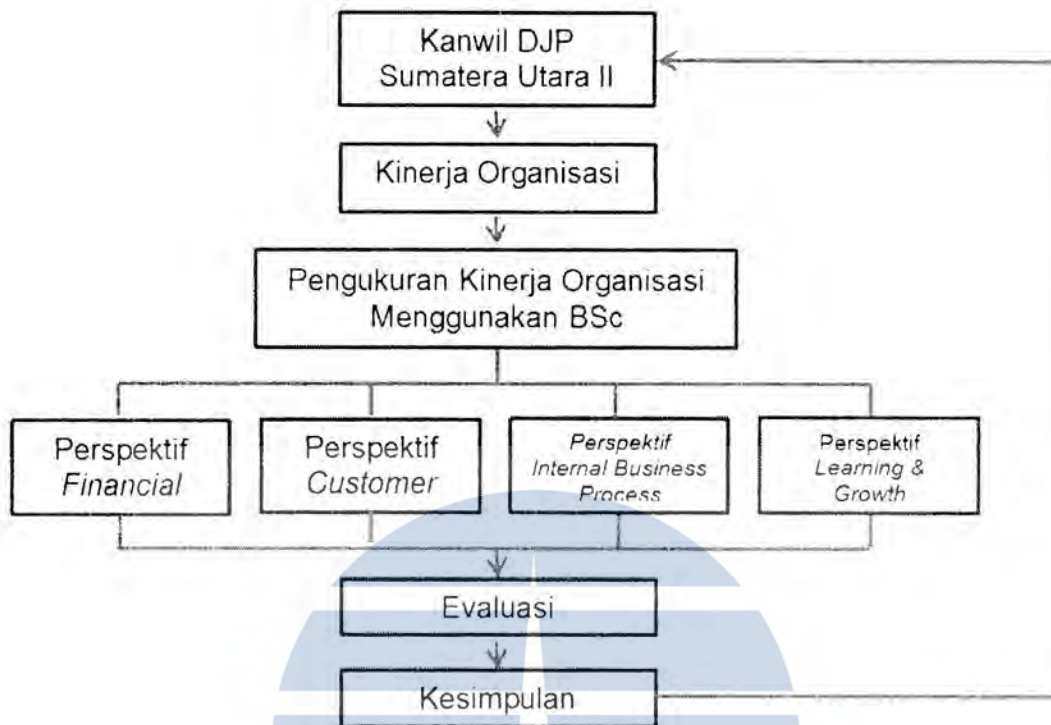 Kanwil DJP
Sumatera Utara II
Kinerja Organisasi
Pengukuran Kinerja Organisasi
Menggunakan BSc
Perspektif
Financial
Perspektif
Customer
Perspektif
Internal Business
Process
Perspektif
Learning &
Growth
Evaluasi
Kesimpulan